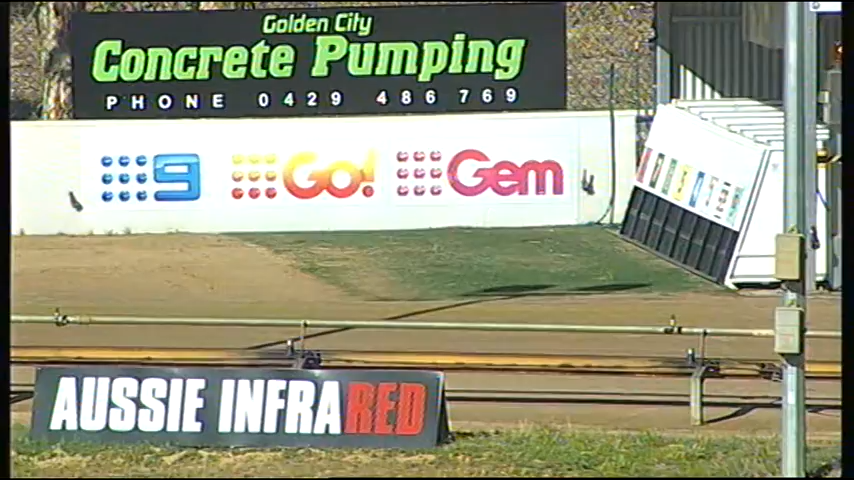 Golden City
Concrete Pumping
PHONE 0429 486 769
9 Go! Gem
AUSSIE INFRARED